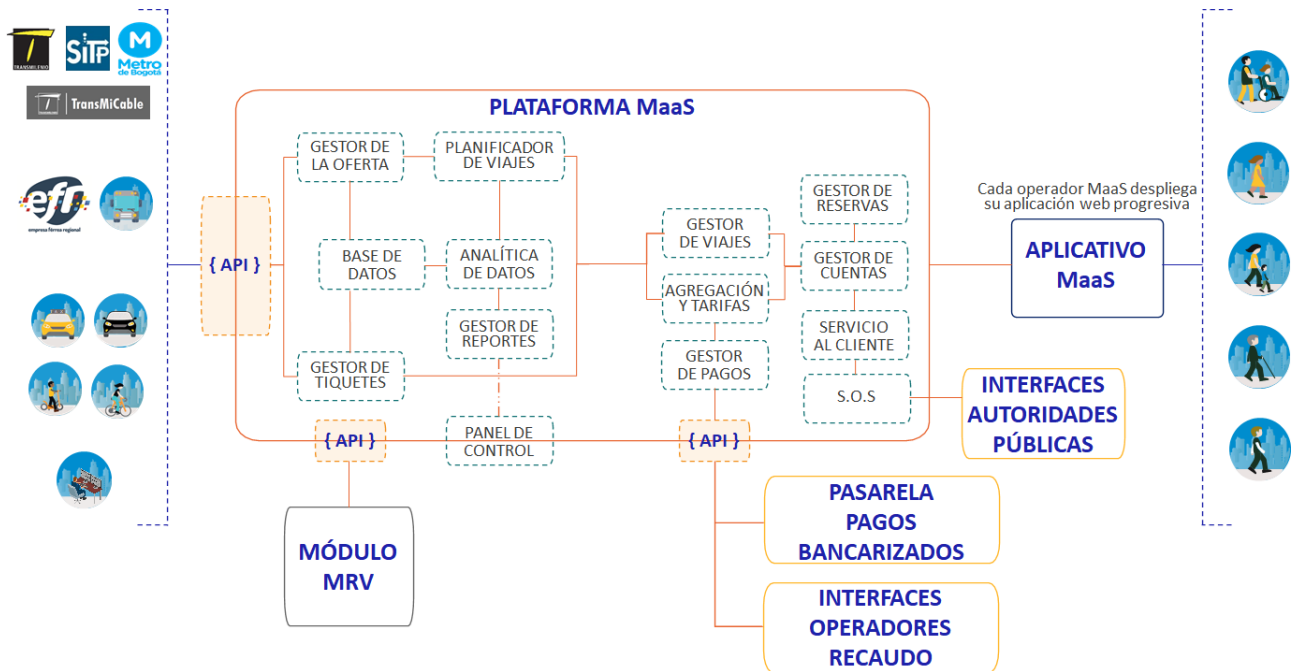 TRANSMILENIO
SiTP
M
Metro
de Bogotá
TransMiCable
efr
empresa férrea regional
{ API }
PLATAFORMA MaaS
GESTOR DE
LA OFERTA
PLANIFICADOR
DE VIAJES
BASE DE
DATOS
ANALÍTICA
DE DATOS
GESTOR DE
REPORTES
GESTOR DE
TIQUETES
{ API }
PANEL DE
CONTROL
GESTOR
DE VIAJES
AGREGACIÓN
Y TARIFAS
GESTOR
DE PAGOS
{ API }
GESTOR DE
RESERVAS
GESTOR DE
CUENTAS
SERVICIO
AL CLIENTE
S.O.S
Cada operador MaaS despliega
su aplicación web progresiva
APLICATIVO
MaaS
INTERFACES
AUTORIDADES
PÚBLICAS
MÓDULO
MRV
PASARELA
PAGOS
BANCARIZADOS
INTERFACES
OPERADORES
RECAUDO